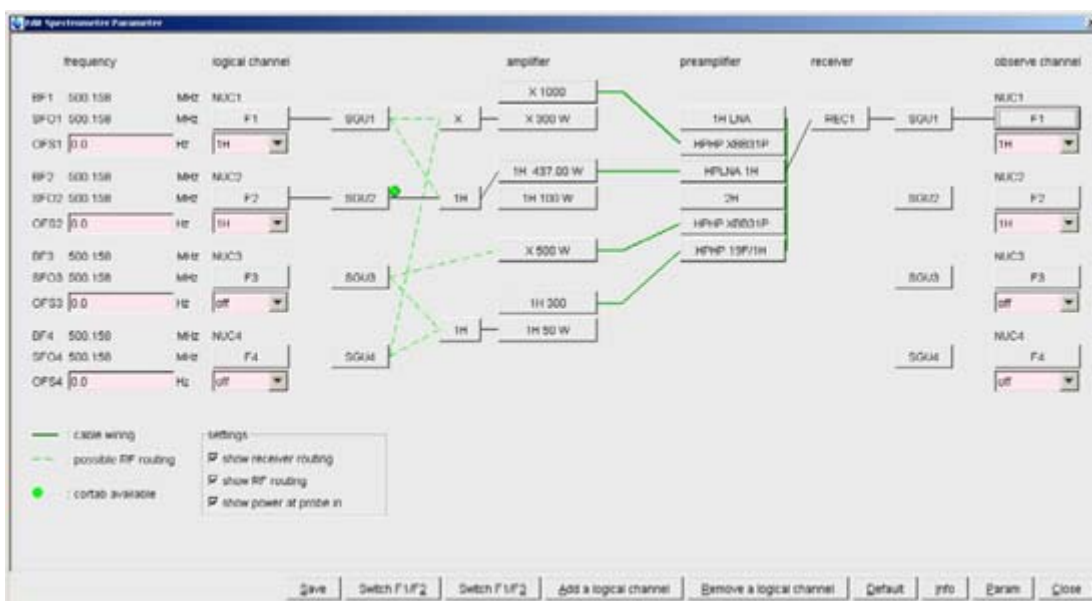 Edit Spectrometer Parameter
frequency logical channel amplifier preamplifier receiver observe channel
X 1000
BF1 500.158 MHz NUC1 NUC1
SFO1 500.158 MHz F1 SGU1 X X 300 W 1H LNA REC1 SGU1 F1
OFS1 0.0 Hz 1H HPHP XBB31P 1H
BF2 500.158 MHz NUC2 1H 437.00 W HPLNA 1H NUC2
SFO2 500.158 MHz F2 SGU2 1H 1H 100 W 2H SGU2 F2
OFS2 0.0 Hz 1H HPHP XBB31P 1H
BF3 500.158 MHz NUC3 X 500 W HPHP 19F/1H NUC3
SFO3 500.158 MHz F3 SGU3 SGU3 F3
OFS3 0.0 Hz off 1H 300 off
BF4 500.158 MHz NUC4 1H 1H 50 W NUC4
SFO4 500.158 MHz F4 SGU4 SGU4 F4
OFS4 0.0 Hz off off
: cable wiring
possible RF routing
: cortab available
settings
show receiver routing
show RF routing
show power at probe in
Save Switch F1/F2 Switch F1/F2 Add a logical channel Remove a logical channel Default Info Param Close